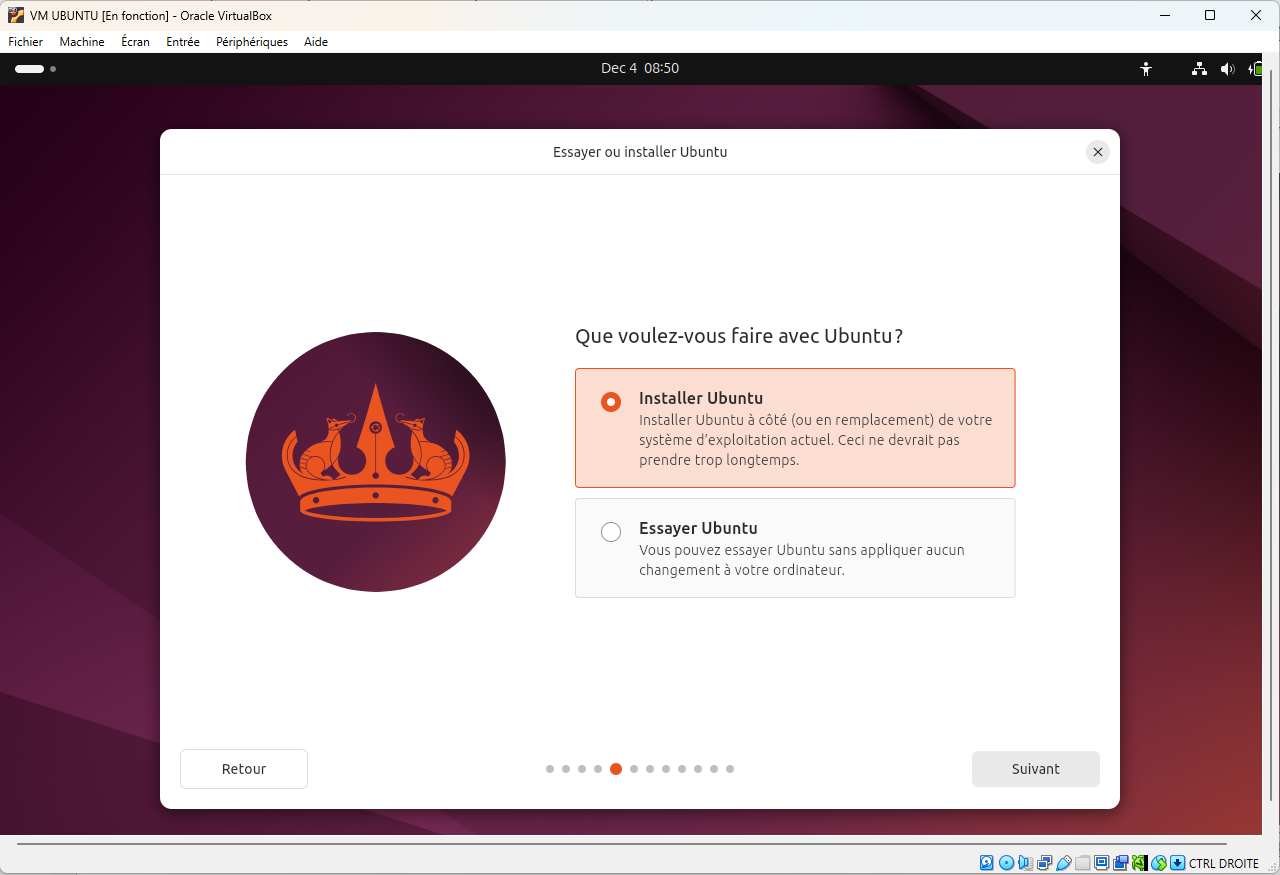 VM UBUNTU [En fonction] - Oracle VirtualBox
Fichier Machine Écran Entrée Périphériques Aide
Dec 4 08:50
Essayer ou installer Ubuntu
Que voulez-vous faire avec Ubuntu ?
Installer Ubuntu
Installer Ubuntu à côté (ou en remplacement) de votre
système d’exploitation actuel. Ceci ne devrait pas
prendre trop longtemps.
Essayer Ubuntu
Vous pouvez essayer Ubuntu sans appliquer aucun
changement à votre ordinateur.
Retour
Suivant
CTRL DROITE